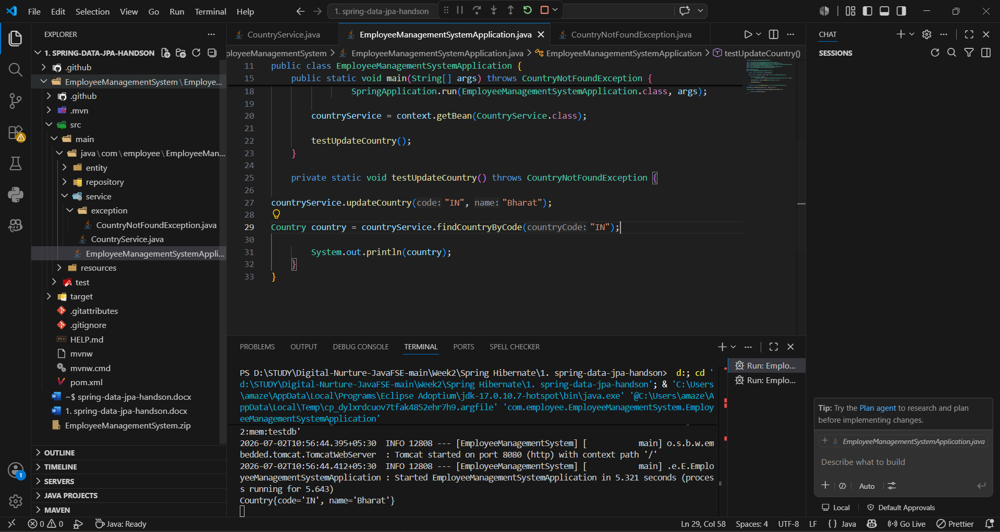 File Edit Selection View Go Run Terminal Help
1. spring-data-jpa-handson
EXPLORER
1. SPRING-DATA-JPA-HANDSON
.github
EmployeeManagementSystem\Employe...
.github
.mvn
src
main
java\com\employee\EmployeeMan...
entity
repository
service
exception
CountryNotFoundException.java
CountryService.java
EmployeeManagementSystemAppli...
resources
test
target
.gitattributes
.gitignore
HELP.md
mvnw
mvnw.cmd
pom.xml
~$ spring-data-jpa-handson.docx
1. spring-data-jpa-handson.docx
EmployeeManagementSystem.zip
OUTLINE
TIMELINE
SERVERS
JAVA PROJECTS
MAVEN
CountryService.java
EmployeeManagementSystemApplication.java
CountryNotFoundException.java
ployeeManagementSystem > EmployeeManagementSystemApplication.java > EmployeeManagementSystemApplication > testUpdateCountry()
11 public class EmployeeManagementSystemApplication {
15 public static void main(String[] args) throws CountryNotFoundException {
18 SpringApplication.run(EmployeeManagementSystemApplication.class, args);
19
20 countryService = context.getBean(CountryService.class);
21
22 testUpdateCountry();
23 }
24
25 private static void testUpdateCountry() throws CountryNotFoundException {
26
27 countryService.updateCountry(code: "IN", name: "Bharat");
28
29 Country country = countryService.findCountryByCode(countryCode: "IN");
30
31 System.out.println(country);
32 }
33 }
PROBLEMS OUTPUT DEBUG CONSOLE TERMINAL PORTS SPELL CHECKER
PS D:\STUDY\Digital-Nurture-JavaFSE-main\Week2\Spring Hibernate\1. spring-data-jpa-handson>  d:; cd '
d:\STUDY\Digital-Nurture-JavaFSE-main\Week2\Spring Hibernate\1. spring-data-jpa-handson'; & 'C:\Users
\amaze\AppData\Local\Programs\Eclipse Adoptium\jdk-17.0.10.7-hotspot\bin\java.exe' '@C:\Users\amaze\A
ppData\Local\Temp\cp_dylxrdcuov7tfak4852ehr7h9.argfile' 'com.employee.EmployeeManagementSystem.Employ
eeManagementSystemApplication'
2:mem:testdb'
2026-07-02T10:56:44.395+05:30  INFO 12808 --- [EmployeeManagementSystem] [           main] o.s.b.w.em
bedded.tomcat.TomcatWebServer  : Tomcat started on port 8080 (http) with context path '/'
2026-07-02T10:56:44.412+05:30  INFO 12808 --- [EmployeeManagementSystem] [           main] .e.E.Emplo
yeeManagementSystemApplication : Started EmployeeManagementSystemApplication in 5.321 seconds (proces
s running for 5.643)
Country{code='IN', name='Bharat'}
Run: Emplo...
Run: Emplo...
CHAT
SESSIONS
Tip: Try the Plan agent to research and plan
before implementing changes.
EmployeeManagementSystemApplication.java
Describe what to build
Auto
Local Default Approvals
1
0 0 Java: Ready Ln 29, Col 58 Spaces: 4 UTF-8 LF {} Java Go Live Prettier